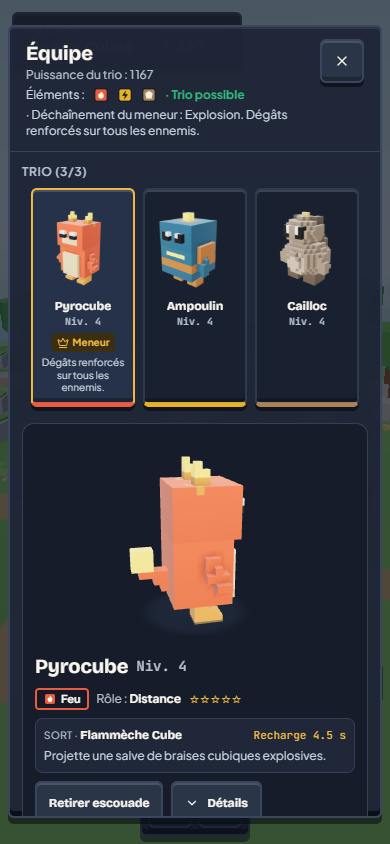 Équipe
Puissance du trio : 1167
Éléments : · Trio possible
· Déchaînement du meneur : Explosion. Dégâts
renforcés sur tous les ennemis.
TRIO (3/3)
Pyrocube
Niv. 4
Meneur
Dégâts renforcés
sur tous les
ennemis.
Ampoulin
Niv. 4
Cailloc
Niv. 4
Pyrocube Niv. 4
Feu Rôle : Distance ☆☆☆☆☆
SORT · Flammèche Cube Recharge 4.5 s
Projette une salve de braises cubiques explosives.
Retirer escouade Détails